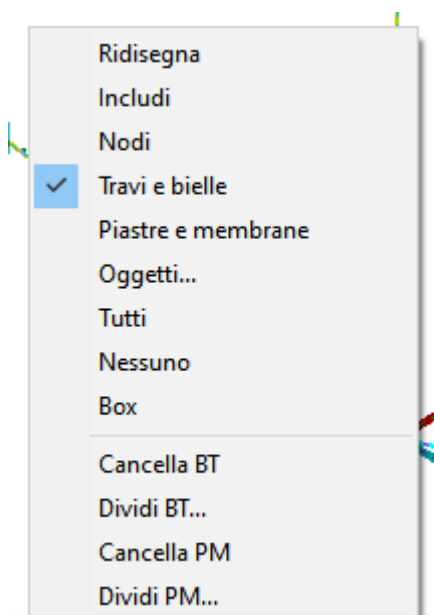 Ridisegna
Includi
Nodi
Travi e bielle
Piastre e membrane
Oggetti...
Tutti
Nessuno
Box
Cancella BT
Dividi BT...
Cancella PM
Dividi PM...